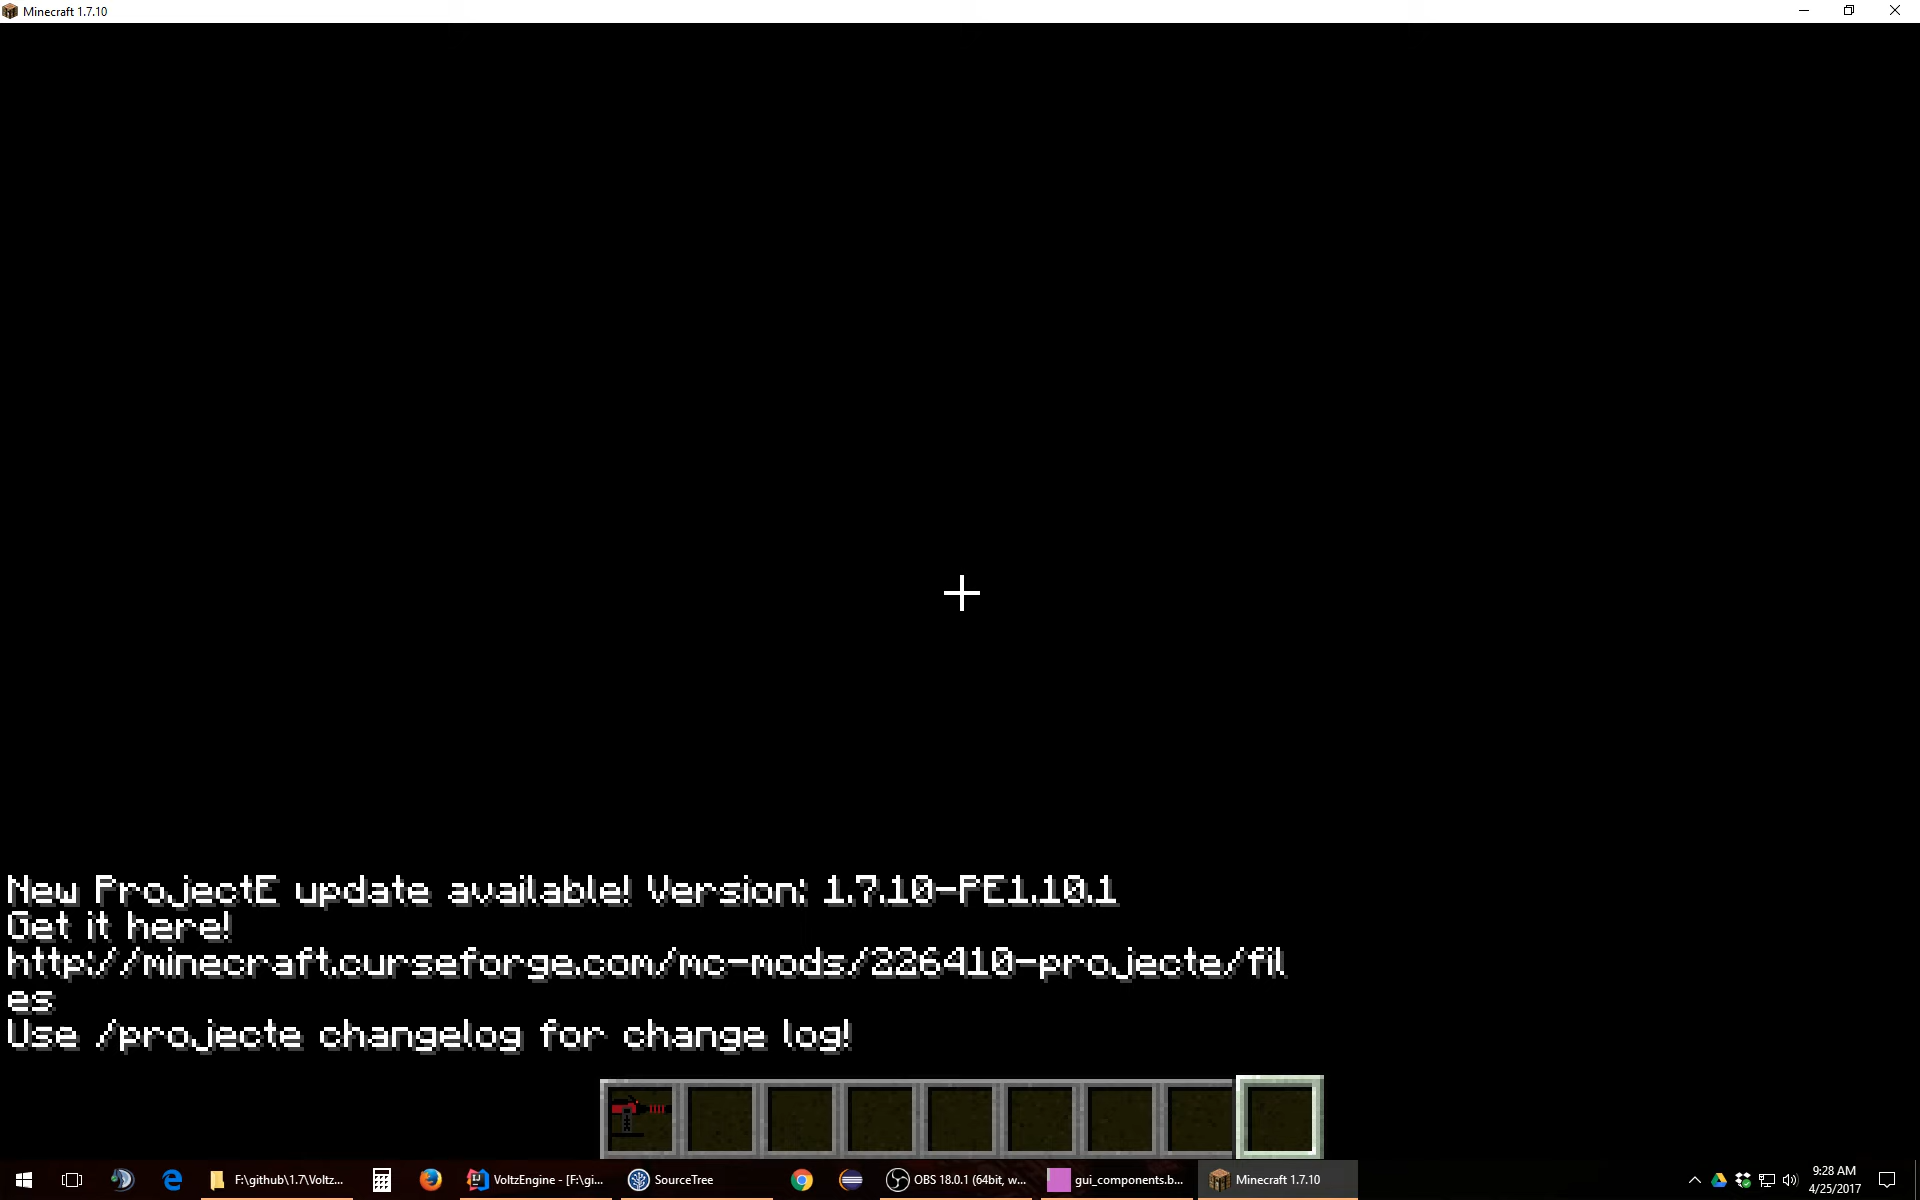 Minecraft 1.7.10
New ProjectE update available! Version: 1.7.10-PE1.10.1
Get it here!
http://minecraft.curseforge.com/mc-mods/226410-projecte/fil
es
Use /projecte changelog for change log!
F:\github\1.7\Voltz...
VoltzEngine - [F:\gi...
SourceTree
OBS 18.0.1 (64bit, w...
gui_components.b...
Minecraft 1.7.10
9:28 AM
4/25/2017